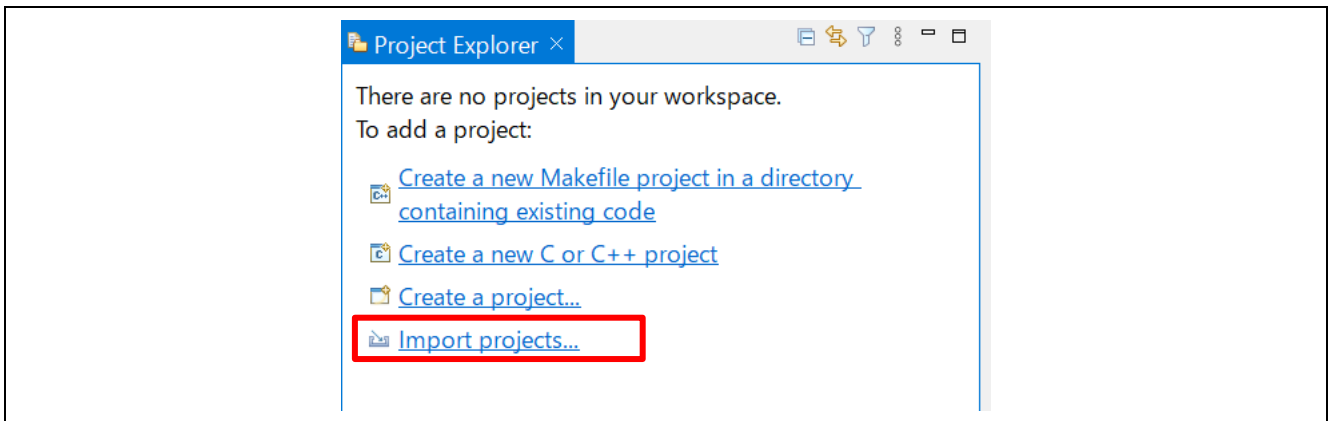 Project Explorer
There are no projects in your workspace.
To add a project:
Create a new Makefile project in a directory
containing existing code
Create a new C or C++ project
Create a project...
Import projects...